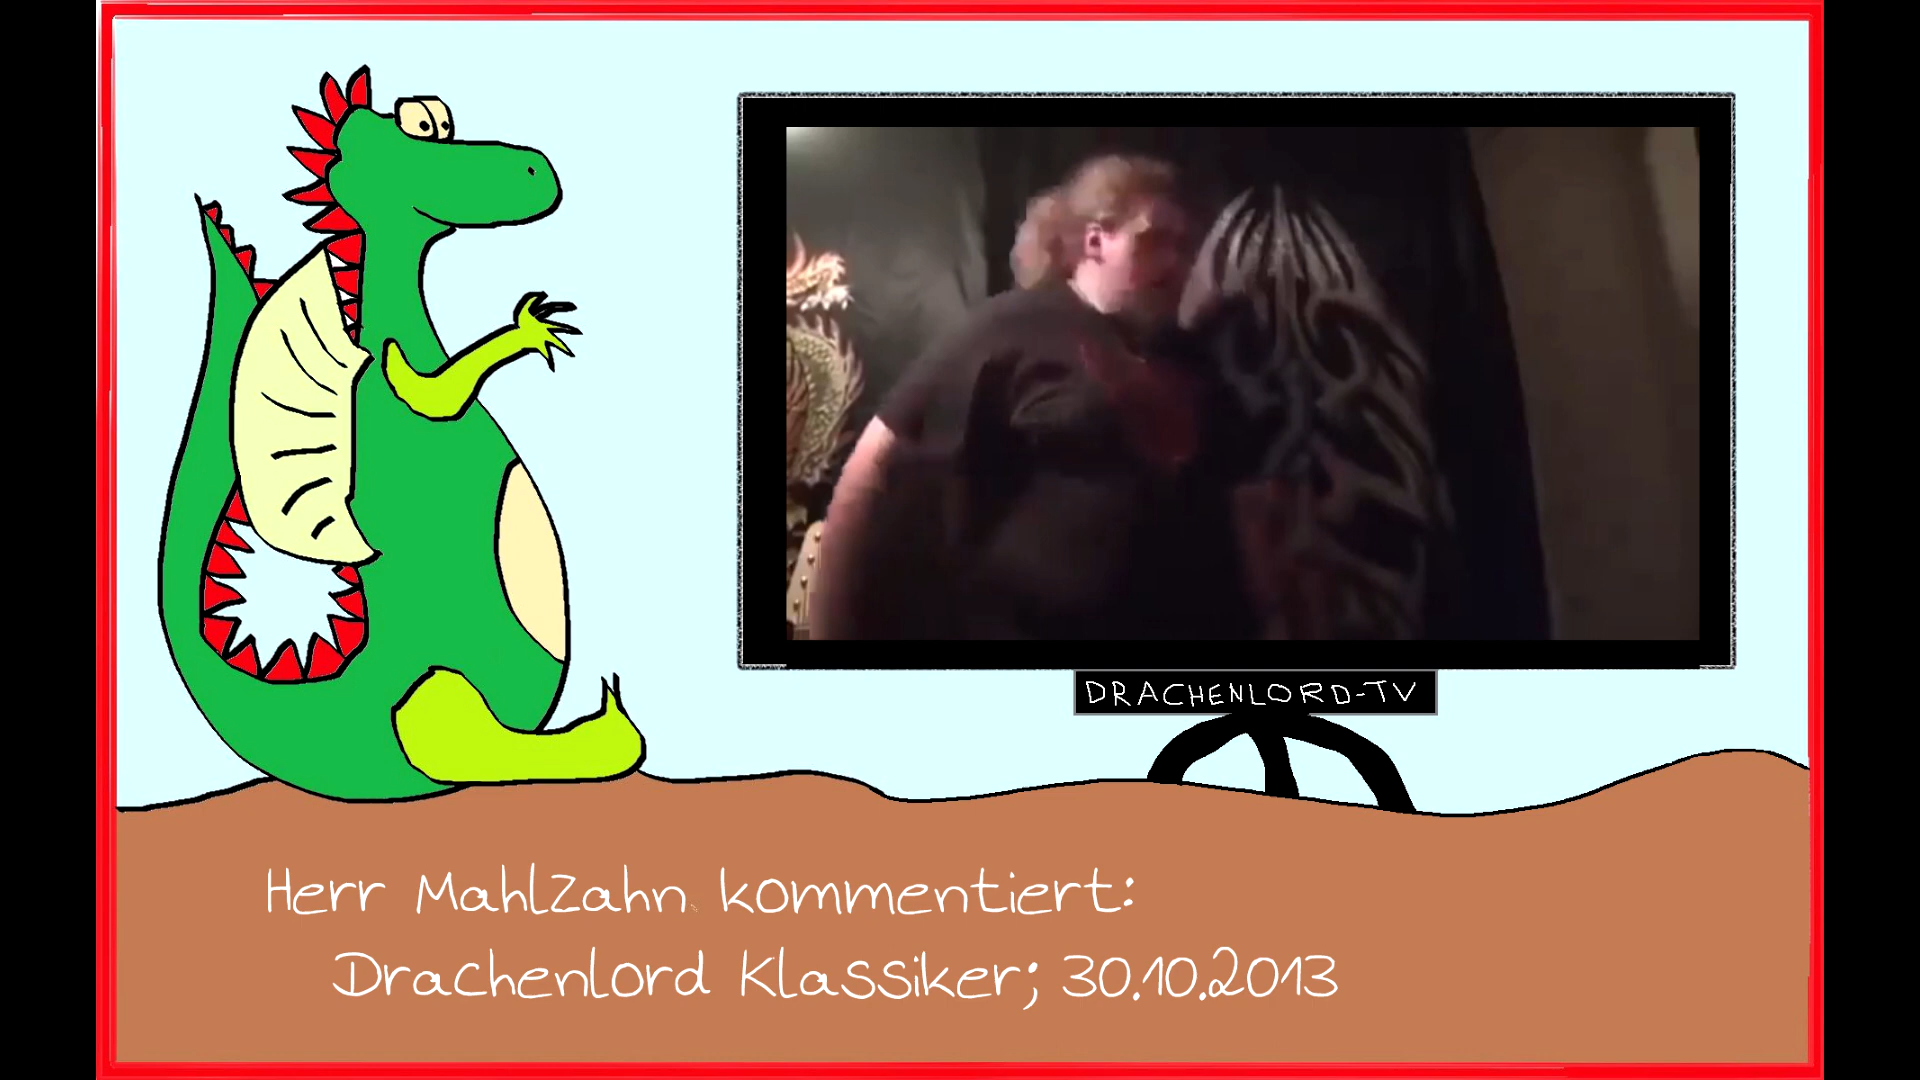 DRACHENLORD-TV
Herr Mahlzahn kommentiert:
Drachenlord Klassiker; 30.10.2013